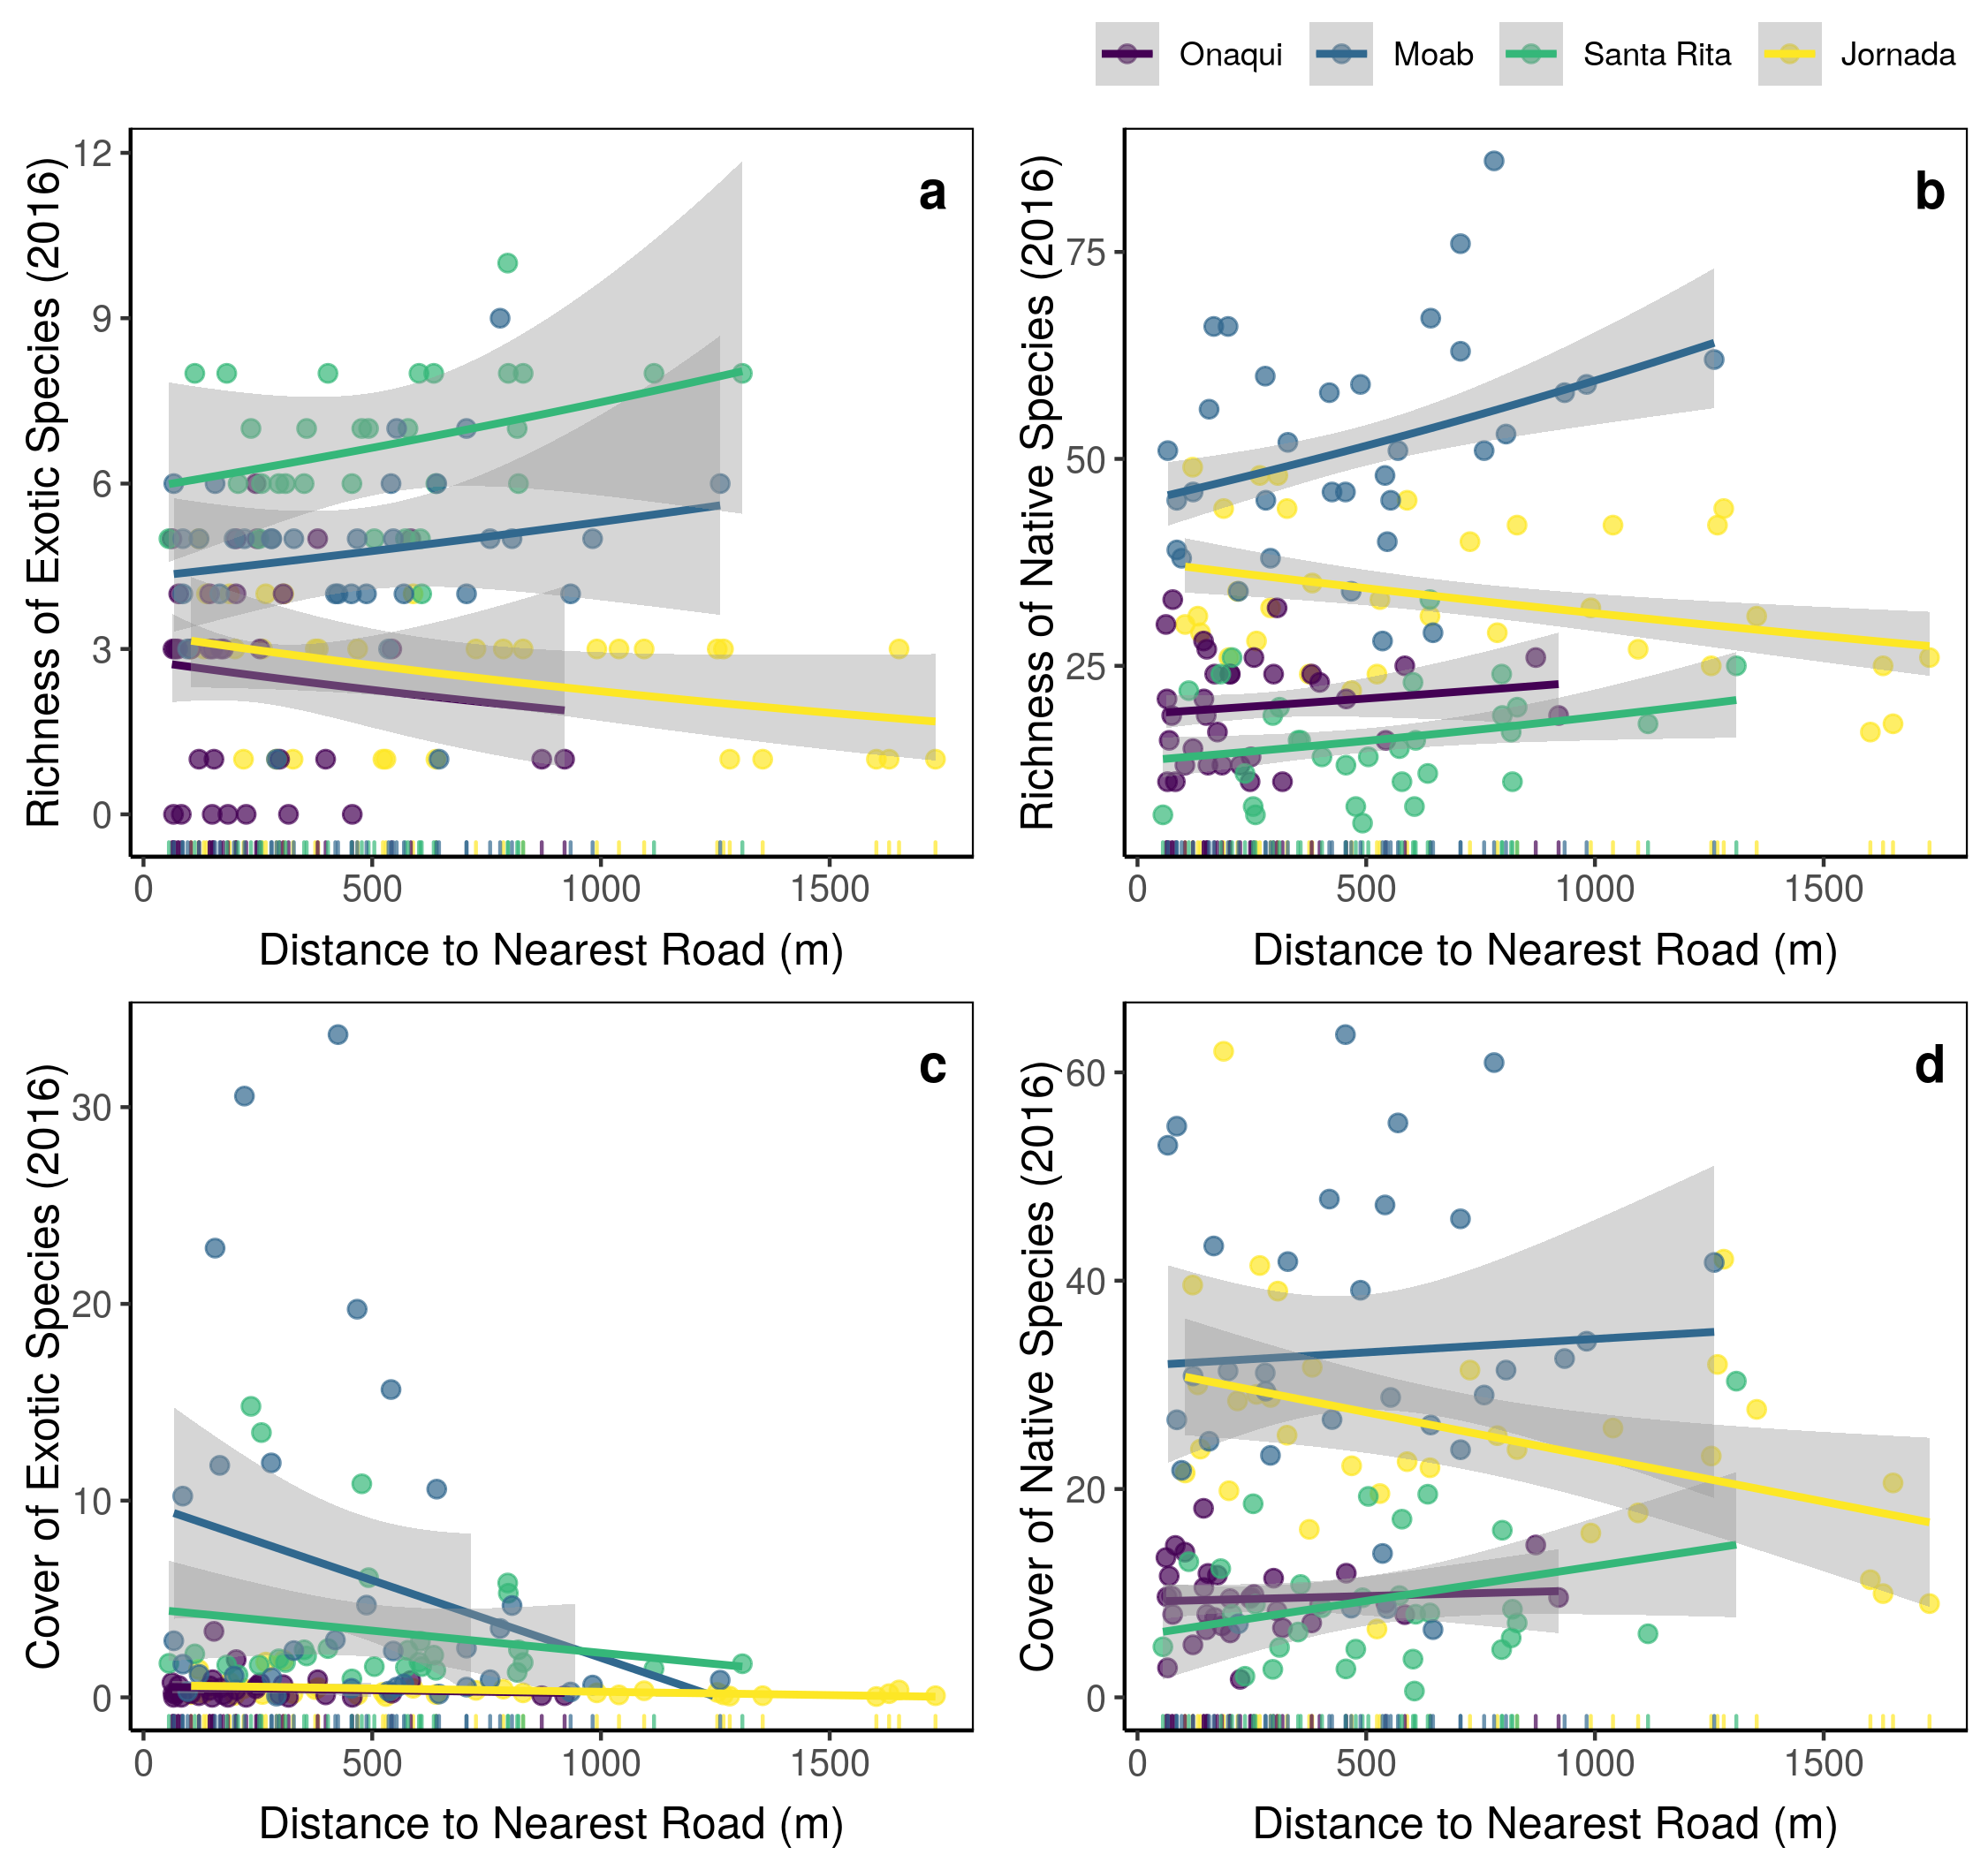 Onaqui Moab Santa Rita Jornada
a
Richness of Exotic Species (2016)
12
9
6
3
0
0 500 1000 1500
Distance to Nearest Road (m)
b
Richness of Native Species (2016)
75
50
25
0 500 1000 1500
Distance to Nearest Road (m)
c
Cover of Exotic Species (2016)
30
20
10
0
0 500 1000 1500
Distance to Nearest Road (m)
d
Cover of Native Species (2016)
60
40
20
0
0 500 1000 1500
Distance to Nearest Road (m)